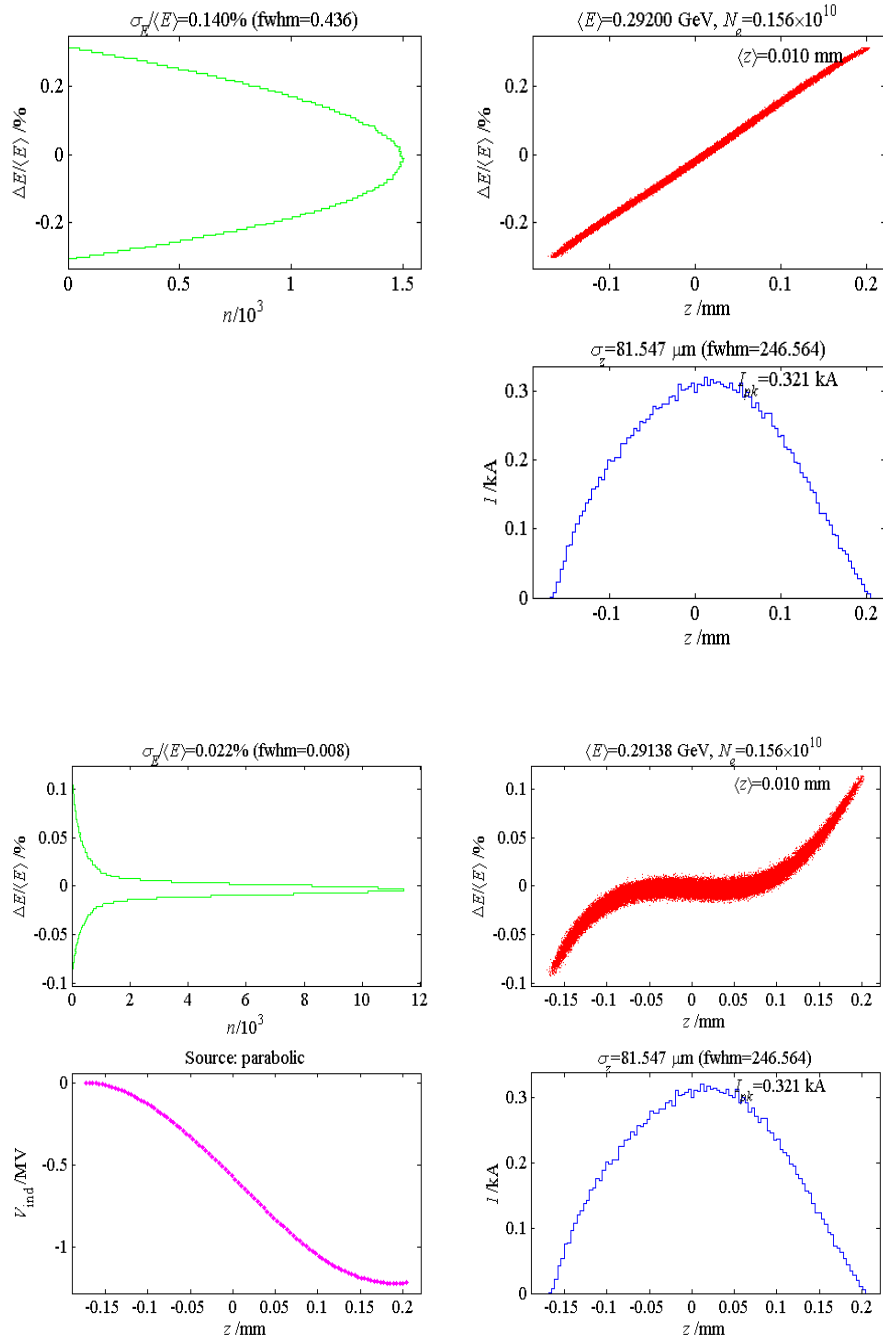 σ_E/⟨E⟩=0.140% (fwhm=0.436)
ΔE/⟨E⟩ /%
0.2
0
-0.2
0 0.5 1 1.5
n/10³
⟨E⟩=0.29200 GeV, N_e=0.156×10¹⁰
⟨z⟩=0.010 mm
ΔE/⟨E⟩ /%
0.2
0
-0.2
-0.1 0 0.1 0.2
z /mm
σ_z=81.547 μm (fwhm=246.564)
I_pk=0.321 kA
I /kA
0.3
0.2
0.1
0
-0.1 0 0.1 0.2
z /mm
σ_E/⟨E⟩=0.022% (fwhm=0.008)
ΔE/⟨E⟩ /%
0.1
0.05
0
-0.05
-0.1
0 2 4 6 8 10 12
n/10³
⟨E⟩=0.29138 GeV, N_e=0.156×10¹⁰
⟨z⟩=0.010 mm
ΔE/⟨E⟩ /%
0.1
0.05
0
-0.05
-0.1
-0.15 -0.1 -0.05 0 0.05 0.1 0.15 0.2
z /mm
Source: parabolic
V_ind /MV
0
-0.5
-1
-0.15 -0.1 -0.05 0 0.05 0.1 0.15 0.2
z /mm
σ_z=81.547 μm (fwhm=246.564)
I_pk=0.321 kA
I /kA
0.3
0.2
0.1
0
-0.15 -0.1 -0.05 0 0.05 0.1 0.15 0.2
z /mm